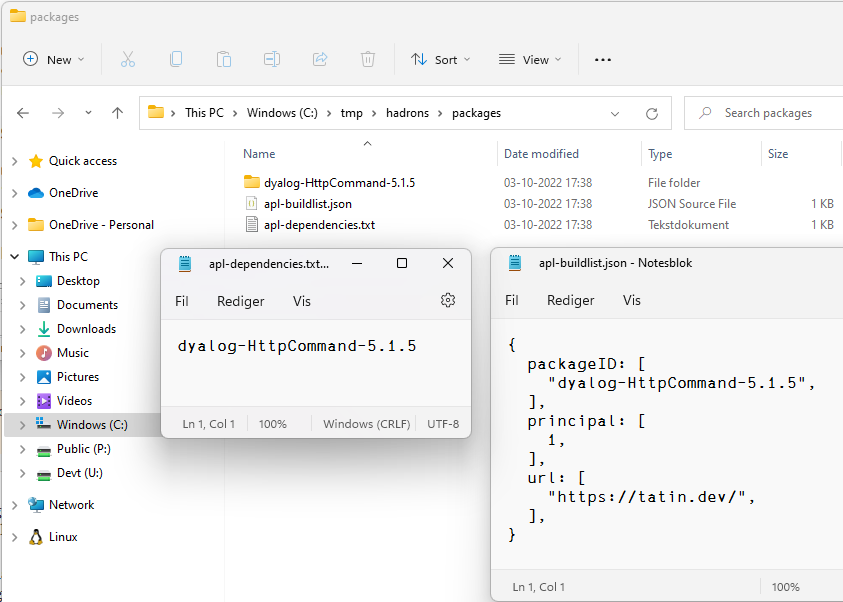 packages
New
Sort
View
This PC > Windows (C:) > tmp > hadrons > packages
Search packages
Quick access
OneDrive
OneDrive - Personal
This PC
Desktop
Documents
Downloads
Music
Pictures
Videos
Windows (C:)
Public (P:)
Devt (U:)
Network
Linux
Name Date modified Type Size
dyalog-HttpCommand-5.1.5 03-10-2022 17:38 File folder
apl-buildlist.json 03-10-2022 17:38 JSON Source File 1 KB
apl-dependencies.txt 03-10-2022 17:38 Tekstdokument 1 KB
apl-dependencies.txt...
Fil Rediger Vis
dyalog-HttpCommand-5.1.5
Ln 1, Col 1 100% Windows (CRLF) UTF-8
apl-buildlist.json - Notesblok
Fil Rediger Vis
{
packageID: [
"dyalog-HttpCommand-5.1.5",
],
principal: [
1,
],
url: [
"https://tatin.dev/",
],
}
Ln 1, Col 1 100%